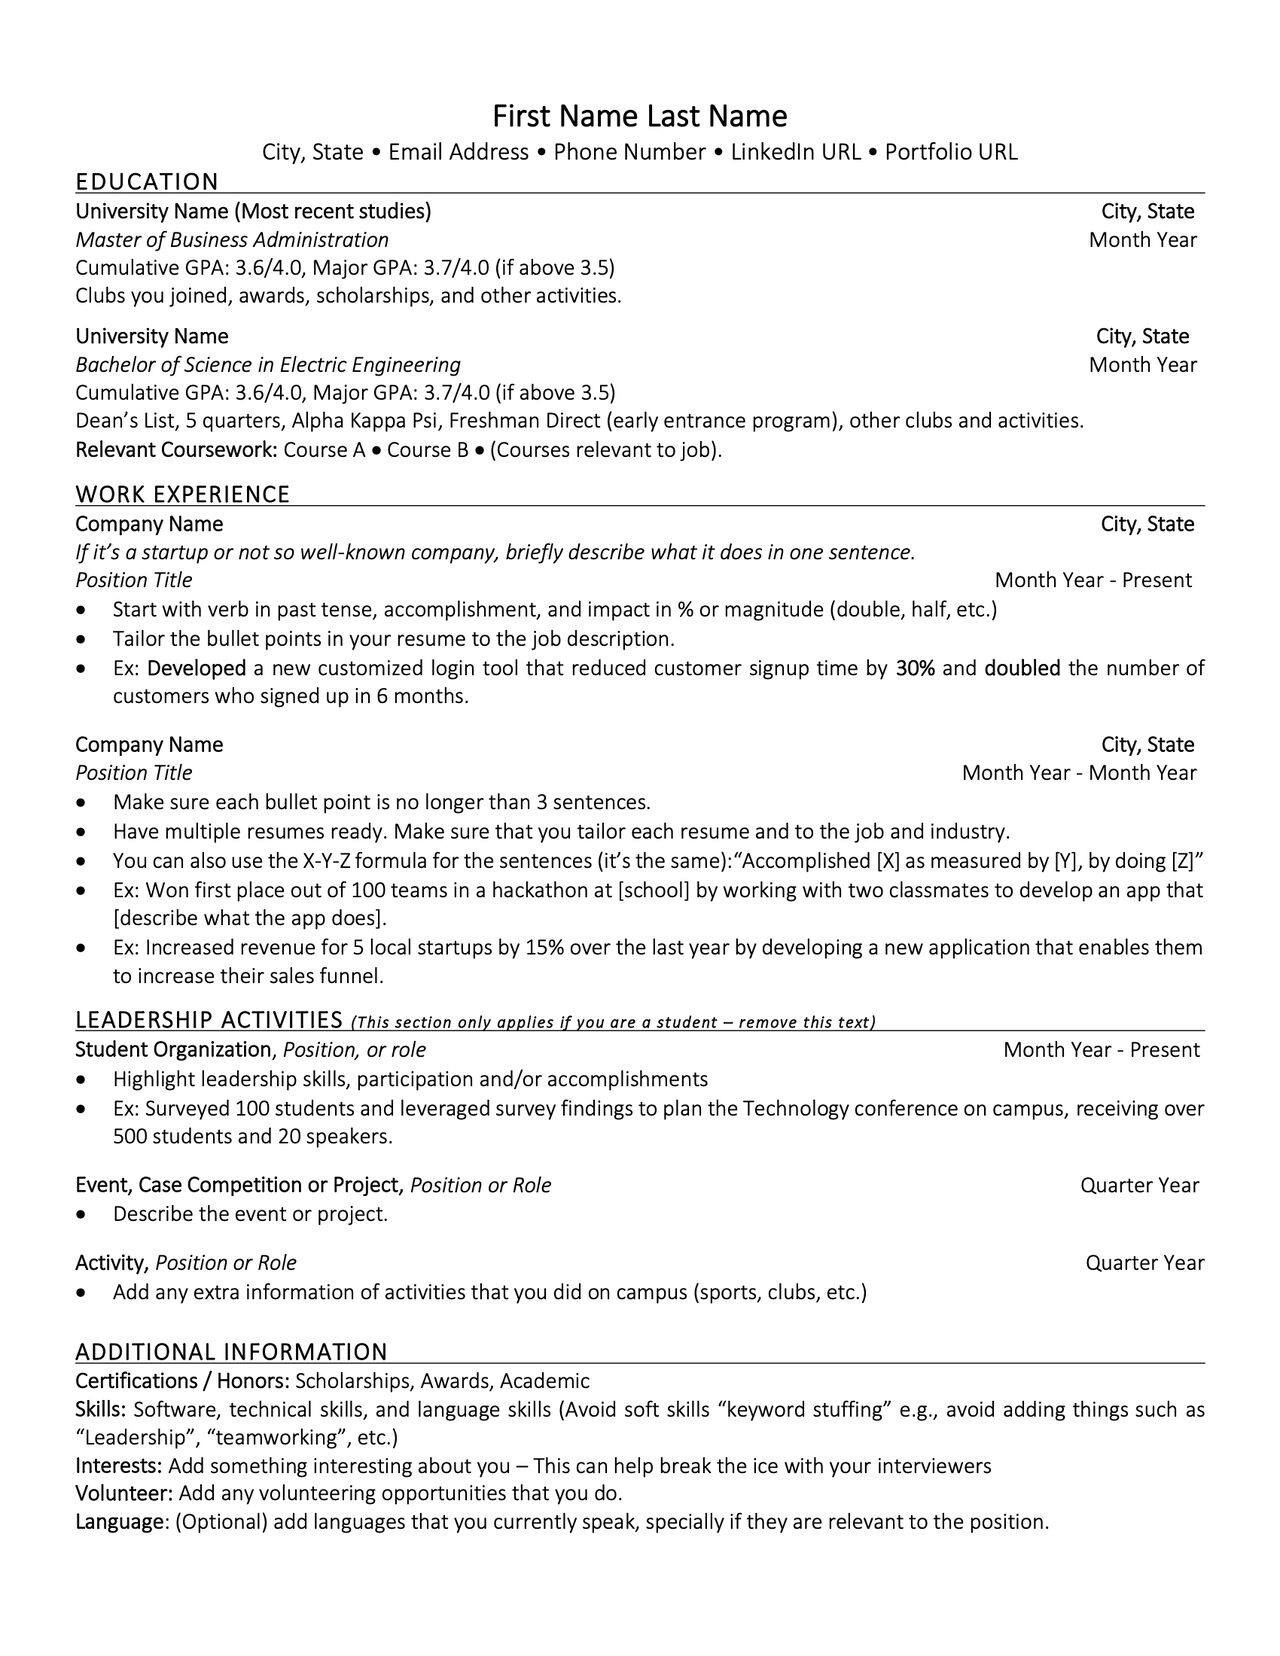 First Name Last Name
City, State • Email Address • Phone Number • LinkedIn URL • Portfolio URL
EDUCATION
University Name (Most recent studies) City, State
Master of Business Administration Month Year
Cumulative GPA: 3.6/4.0, Major GPA: 3.7/4.0 (if above 3.5)
Clubs you joined, awards, scholarships, and other activities.
University Name City, State
Bachelor of Science in Electric Engineering Month Year
Cumulative GPA: 3.6/4.0, Major GPA: 3.7/4.0 (if above 3.5)
Dean’s List, 5 quarters, Alpha Kappa Psi, Freshman Direct (early entrance program), other clubs and activities.
Relevant Coursework: Course A • Course B • (Courses relevant to job).
WORK EXPERIENCE
Company Name City, State
If it’s a startup or not so well-known company, briefly describe what it does in one sentence.
Position Title Month Year - Present
• Start with verb in past tense, accomplishment, and impact in % or magnitude (double, half, etc.)
• Tailor the bullet points in your resume to the job description.
• Ex: Developed a new customized login tool that reduced customer signup time by 30% and doubled the number of
customers who signed up in 6 months.
Company Name City, State
Position Title Month Year - Month Year
• Make sure each bullet point is no longer than 3 sentences.
• Have multiple resumes ready. Make sure that you tailor each resume and to the job and industry.
• You can also use the X-Y-Z formula for the sentences (it’s the same):“Accomplished [X] as measured by [Y], by doing [Z]”
• Ex: Won first place out of 100 teams in a hackathon at [school] by working with two classmates to develop an app that
[describe what the app does].
• Ex: Increased revenue for 5 local startups by 15% over the last year by developing a new application that enables them
to increase their sales funnel.
LEADERSHIP ACTIVITIES (This section only applies if you are a student – remove this text)
Student Organization, Position, or role Month Year - Present
• Highlight leadership skills, participation and/or accomplishments
• Ex: Surveyed 100 students and leveraged survey findings to plan the Technology conference on campus, receiving over
500 students and 20 speakers.
Event, Case Competition or Project, Position or Role Quarter Year
• Describe the event or project.
Activity, Position or Role Quarter Year
• Add any extra information of activities that you did on campus (sports, clubs, etc.)
ADDITIONAL INFORMATION
Certifications / Honors: Scholarships, Awards, Academic
Skills: Software, technical skills, and language skills (Avoid soft skills “keyword stuffing” e.g., avoid adding things such as
“Leadership”, “teamworking”, etc.)
Interests: Add something interesting about you – This can help break the ice with your interviewers
Volunteer: Add any volunteering opportunities that you do.
Language: (Optional) add languages that you currently speak, specially if they are relevant to the position.